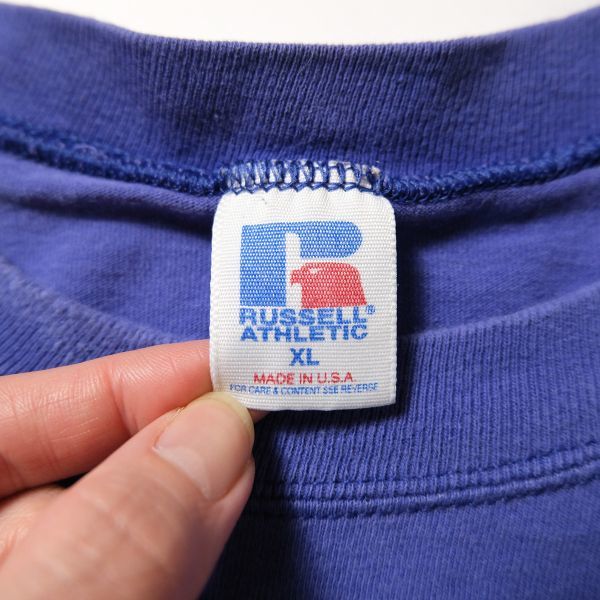 RUSSELL®
ATHLETIC
XL
MADE IN U.S.A.
FOR CARE & CONTENT SEE REVERSE